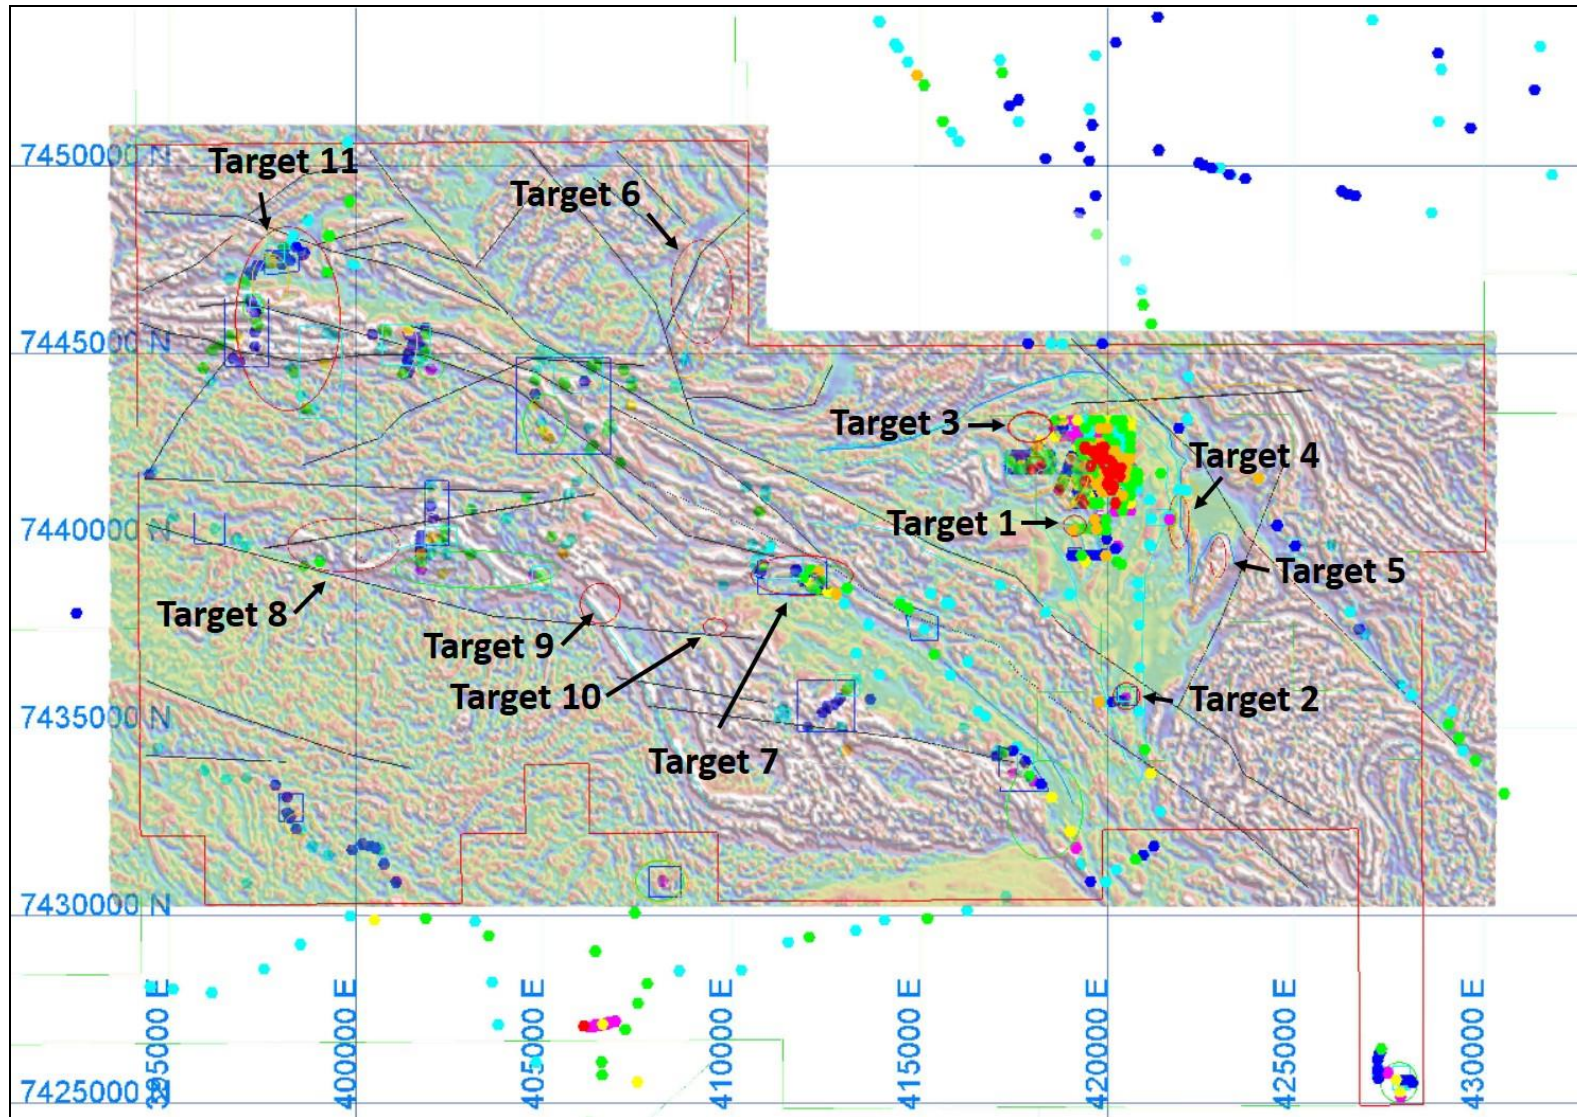 7450000 N
Target 11
Target 6
7445000 N
Target 3
Target 4
7440000 N
Target 1
Target 5
Target 8
Target 9
Target 10
Target 2
7435000 N
Target 7
7430000 N
7425000 N
395000 E
400000 E
405000 E
410000 E
415000 E
420000 E
425000 E
430000 E